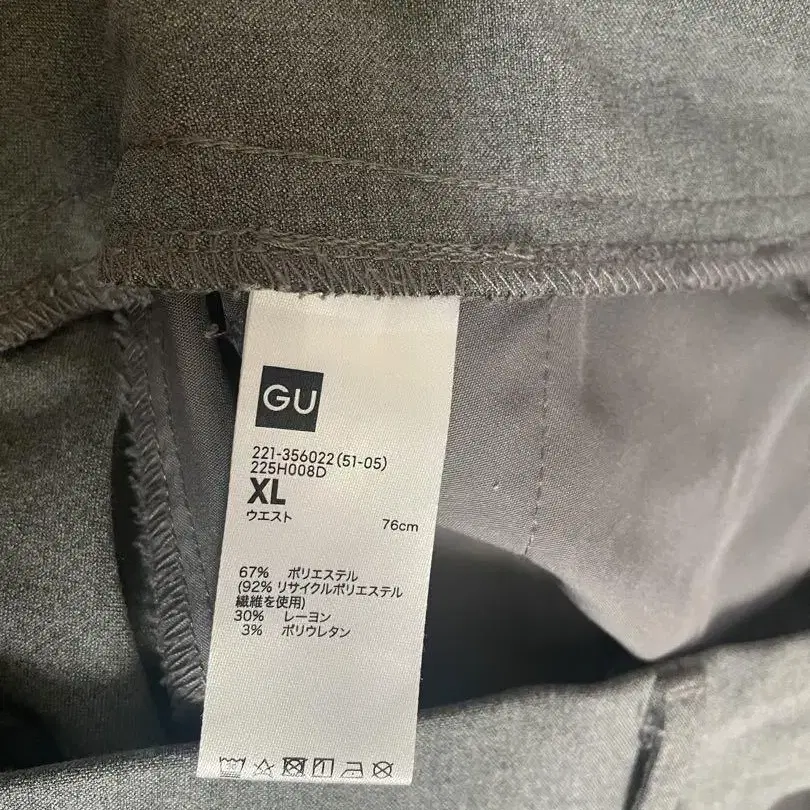 GU
221-356022(51-05)
225H008D
XL
ウエスト 76cm
67% ポリエステル
(92% リサイクルポリエステル
繊維を使用)
30% レーヨン
3% ポリウレタン